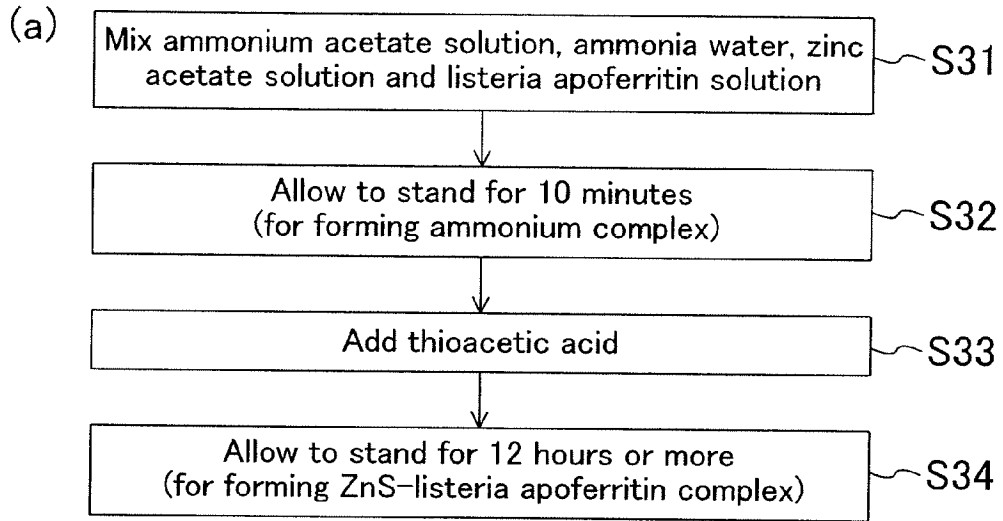 (a)
Mix ammonium acetate solution, ammonia water, zinc
acetate solution and listeria apoferritin solution
S31
Allow to stand for 10 minutes
(for forming ammonium complex)
S32
Add thioacetic acid
S33
Allow to stand for 12 hours or more
(for forming ZnS-listeria apoferritin complex)
S34